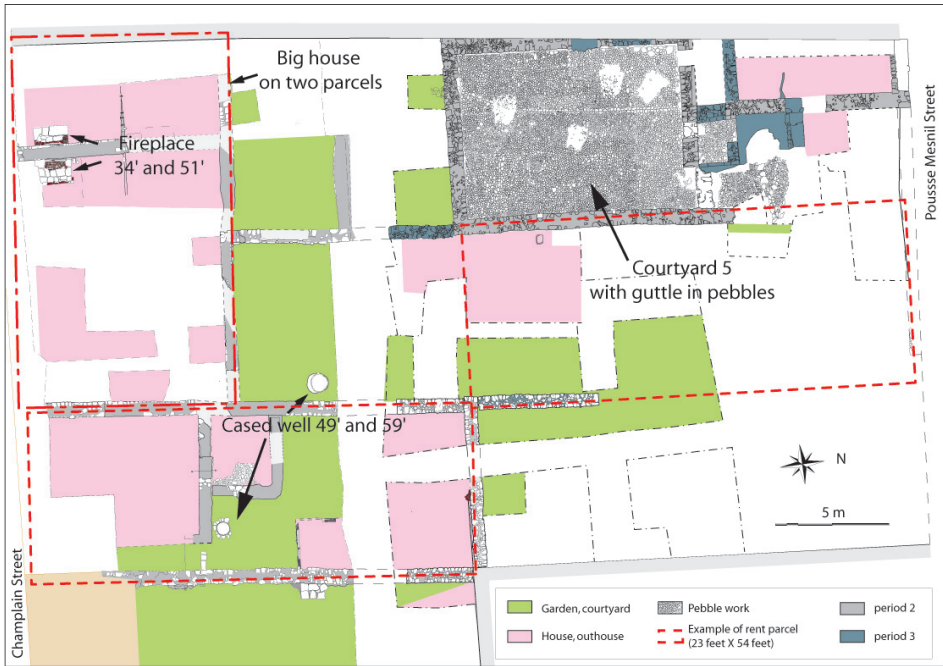 Big house
on two parcels
Fireplace
34' and 51'
Courtyard 5
with guttle in pebbles
Cased well 49' and 59'
Champlain Street
Poussse Mesnil Street
N
5 m
Garden, courtyard
House, outhouse
Pebble work
Example of rent parcel
(23 feet X 54 feet)
period 2
period 3